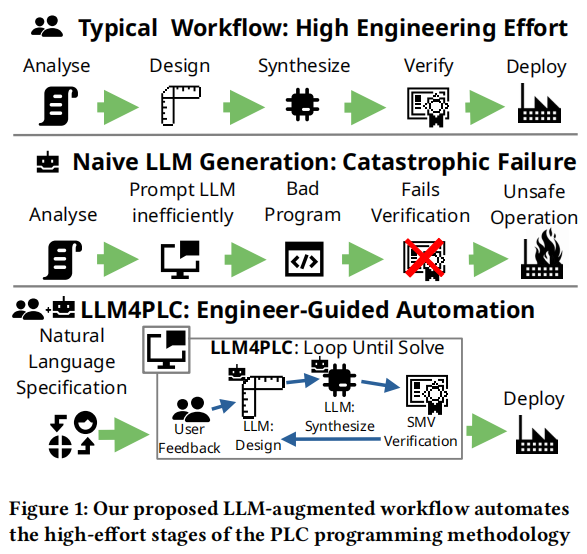 Typical Workflow: High Engineering Effort
Analyse Design Synthesize Verify Deploy
Naive LLM Generation: Catastrophic Failure
Analyse
Prompt LLM
inefficiently
Bad
Program
Fails
Verification
Unsafe
Operation
LLM4PLC: Engineer-Guided Automation
Natural
Language
Specification
LLM4PLC: Loop Until Solve
User
Feedback
LLM:
Design
LLM:
Synthesize
SMV
Verification
Deploy
Figure 1: Our proposed LLM-augmented workflow automates
the high-effort stages of the PLC programming methodology